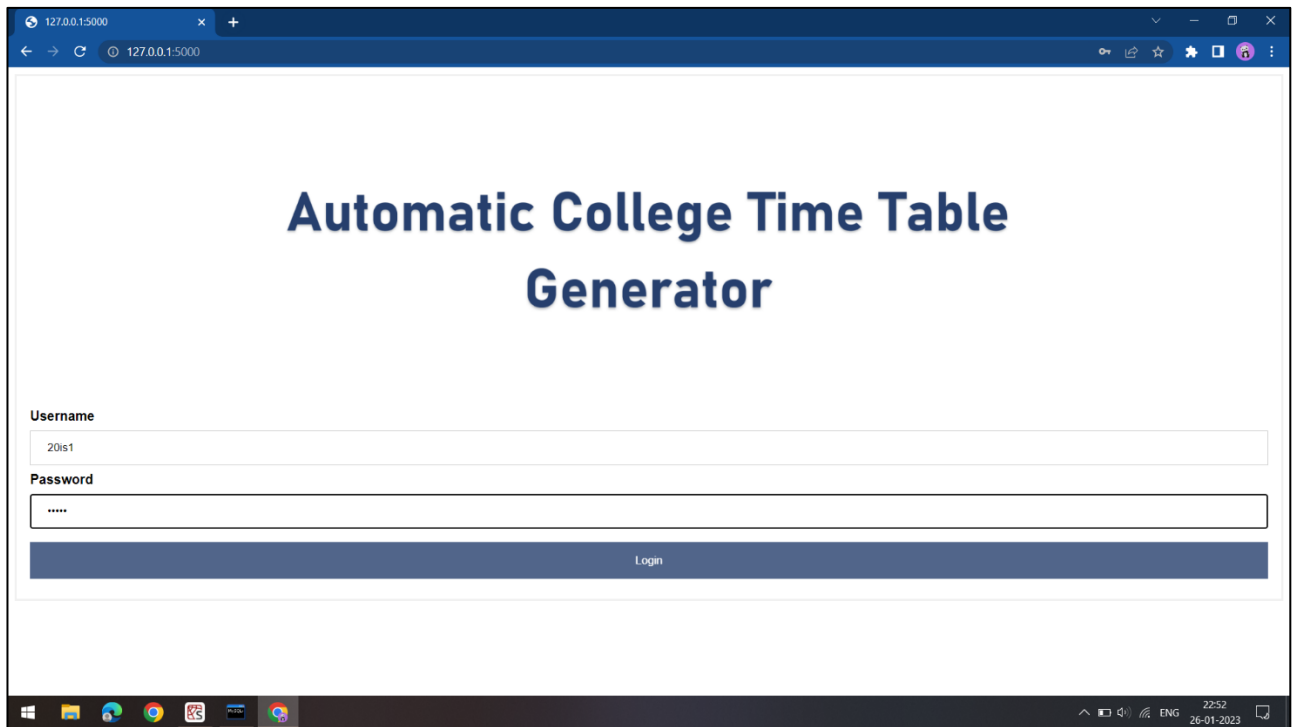 127.0.0.1:5000
127.0.0.1:5000
Automatic College Time Table
Generator
Username
20is1
Password
•••••
Login
ENG
22:52
26-01-2023